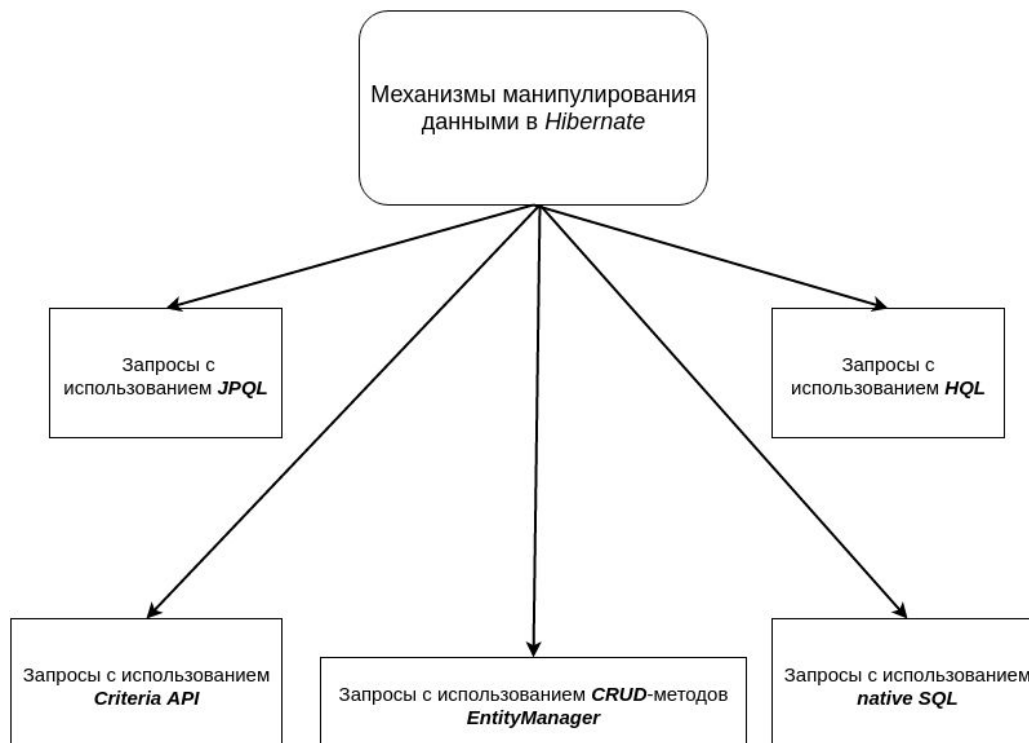 Механизмы манипулирования
данными в Hibernate
Запросы с
использованием JPQL
Запросы с
использованием HQL
Запросы с использованием
Criteria API
Запросы с использованием CRUD-методов
EntityManager
Запросы с использованием
native SQL